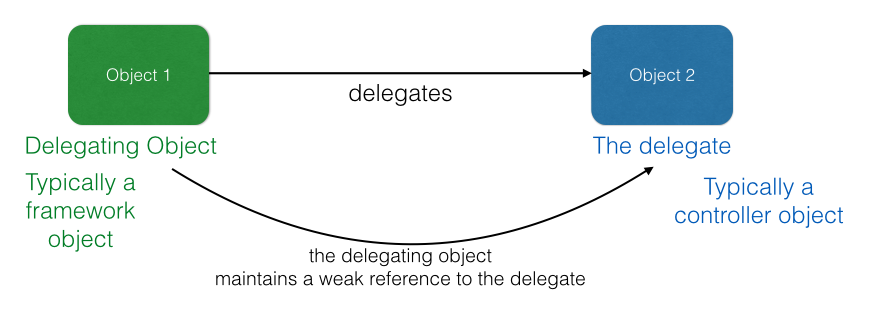 Object 1
Object 2
delegates
Delegating Object
The delegate
Typically a
framework
object
Typically a
controller object
the delegating object
maintains a weak reference to the delegate